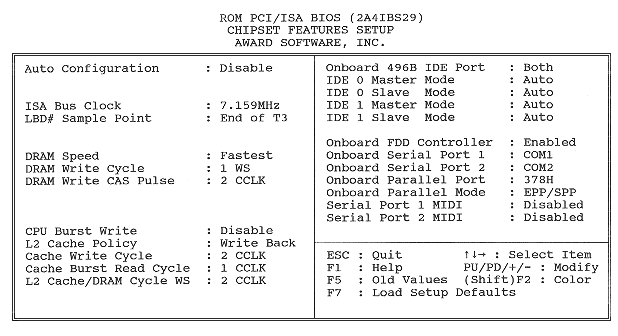 ROM PCI/ISA BIOS (2A4IBS29)
CHIPSET FEATURES SETUP
AWARD SOFTWARE, INC.
Auto Configuration : Disable
ISA Bus Clock : 7.159MHz
LBD# Sample Point : End of T3
DRAM Speed : Fastest
DRAM Write Cycle : 1 WS
DRAM Write CAS Pulse : 2 CCLK
CPU Burst Write : Disable
L2 Cache Policy : Write Back
Cache Write Cycle : 2 CCLK
Cache Burst Read Cycle : 1 CCLK
L2 Cache/DRAM Cycle WS : 2 CCLK
Onboard 496B IDE Port : Both
IDE 0 Master Mode : Auto
IDE 0 Slave Mode : Auto
IDE 1 Master Mode : Auto
IDE 1 Slave Mode : Auto
Onboard FDD Controller : Enabled
Onboard Serial Port 1 : COM1
Onboard Serial Port 2 : COM2
Onboard Parallel Port : 378H
Onboard Parallel Mode : EPP/SPP
Serial Port 1 MIDI : Disabled
Serial Port 2 MIDI : Disabled
ESC : Quit ↑↓→ : Select Item
F1 : Help PU/PD/+/- : Modify
F5 : Old Values (Shift)F2 : Color
F7 : Load Setup Defaults